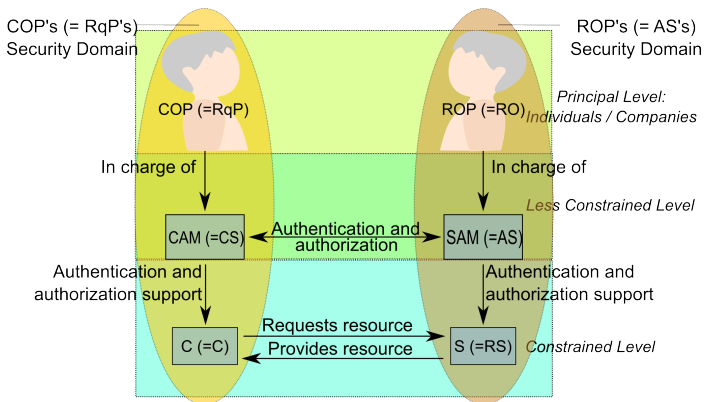 COP's (= RqP's)
Security Domain
ROP's (= AS's)
Security Domain
COP (=RqP)
ROP (=RO)
Principal Level:
Individuals / Companies
In charge of
In charge of
Less Constrained Level
CAM (=CS)
Authentication and
authorization
SAM (=AS)
Authentication and
authorization support
Authentication and
authorization support
Requests resource
C (=C)
Provides resource
S (=RS)
Constrained Level